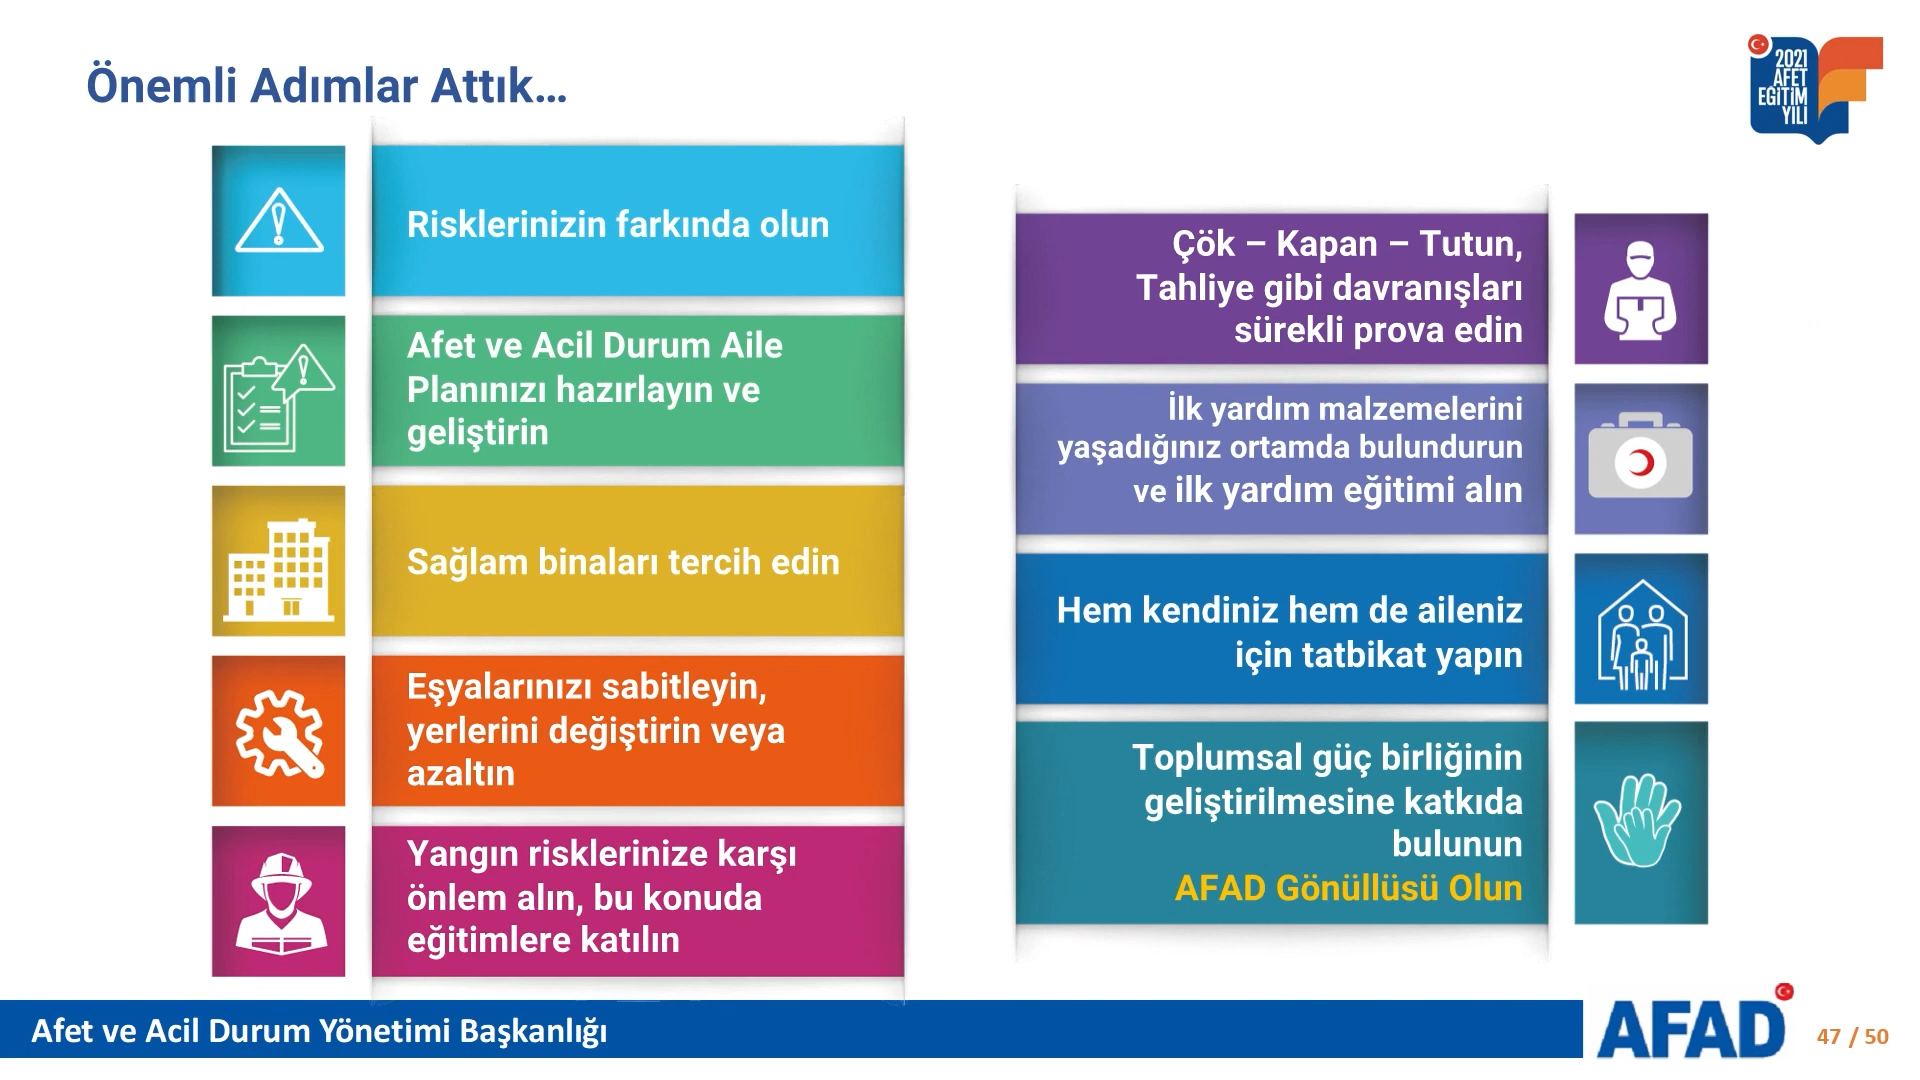 Önemli Adımlar Attık...
2021
AFET
EĞİTİM
YILI
Risklerinizin farkında olun
Afet ve Acil Durum Aile
Planınızı hazırlayın ve
geliştirin
Sağlam binaları tercih edin
Eşyalarınızı sabitleyin,
yerlerini değiştirin veya
azaltın
Yangın risklerinize karşı
önlem alın, bu konuda
eğitimlere katılın
Çök – Kapan – Tutun,
Tahliye gibi davranışları
sürekli prova edin
İlk yardım malzemelerini
yaşadığınız ortamda bulundurun
ve ilk yardım eğitimi alın
Hem kendiniz hem de aileniz
için tatbikat yapın
Toplumsal güç birliğinin
geliştirilmesine katkıda
bulunun
AFAD Gönüllüsü Olun
Afet ve Acil Durum Yönetimi Başkanlığı
AFAD
47 / 50